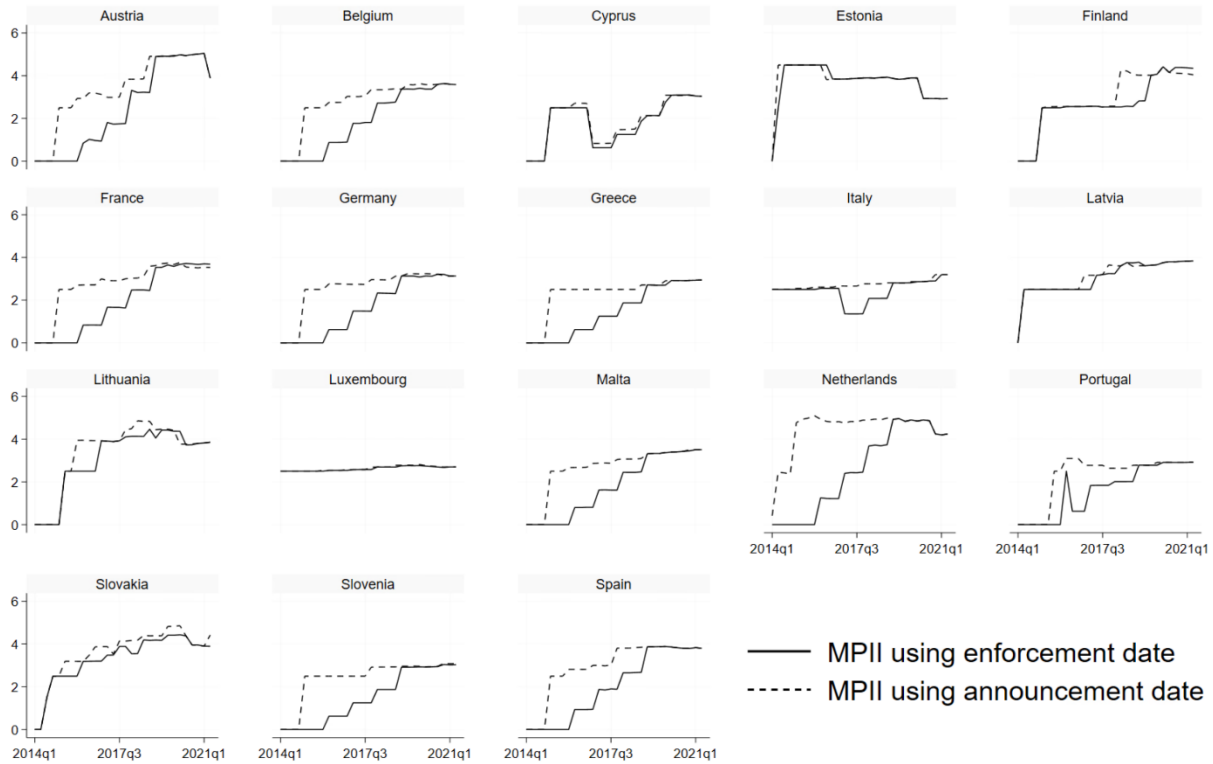 Austria
Belgium
Cyprus
Estonia
Finland
6
4
2
0
France
Germany
Greece
Italy
Latvia
6
4
2
0
Lithuania
Luxembourg
Malta
Netherlands
Portugal
6
4
2
0
2014q1 2017q3 2021q1
2014q1 2017q3 2021q1
Slovakia
Slovenia
Spain
6
4
2
0
2014q1 2017q3 2021q1
2014q1 2017q3 2021q1
2014q1 2017q3 2021q1
MPII using enforcement date
MPII using announcement date